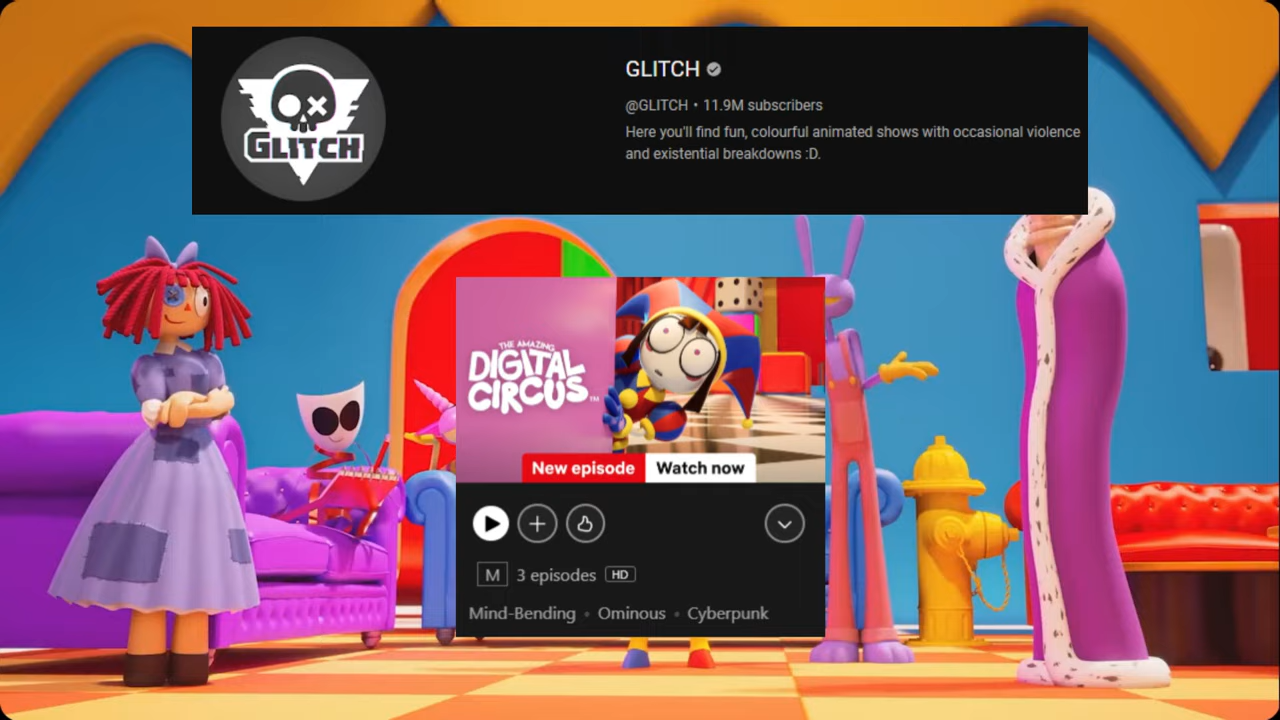 GLITCH
GLITCH
@GLITCH • 11.9M subscribers
Here you'll find fun, colourful animated shows with occasional violence
and existential breakdowns :D.
THE AMAZING
DIGITAL
CIRCUS™
New episode Watch now
M 3 episodes HD
Mind-Bending • Ominous • Cyberpunk